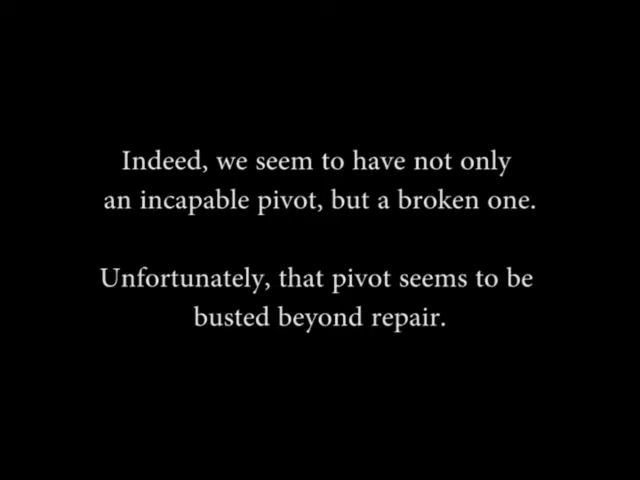 Indeed, we seem to have not only
an incapable pivot, but a broken one.
Unfortunately, that pivot seems to be
busted beyond repair.